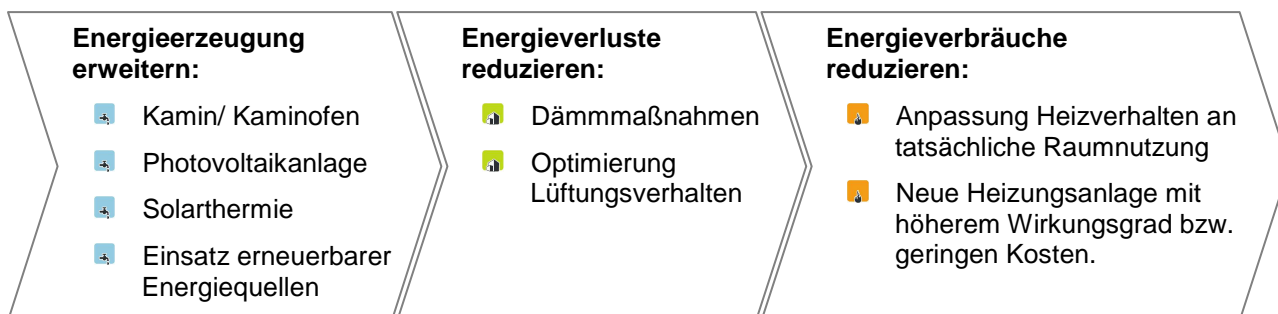 Energieerzeugung
erweitern:
Kamin/ Kaminofen
Photovoltaikanlage
Solarthermie
Einsatz erneuerbarer
Energiequellen
Energieverluste
reduzieren:
Dämmmaßnahmen
Optimierung
Lüftungsverhalten
Energieverbräuche
reduzieren:
Anpassung Heizverhalten an
tatsächliche Raumnutzung
Neue Heizungsanlage mit
höherem Wirkungsgrad bzw.
geringen Kosten.